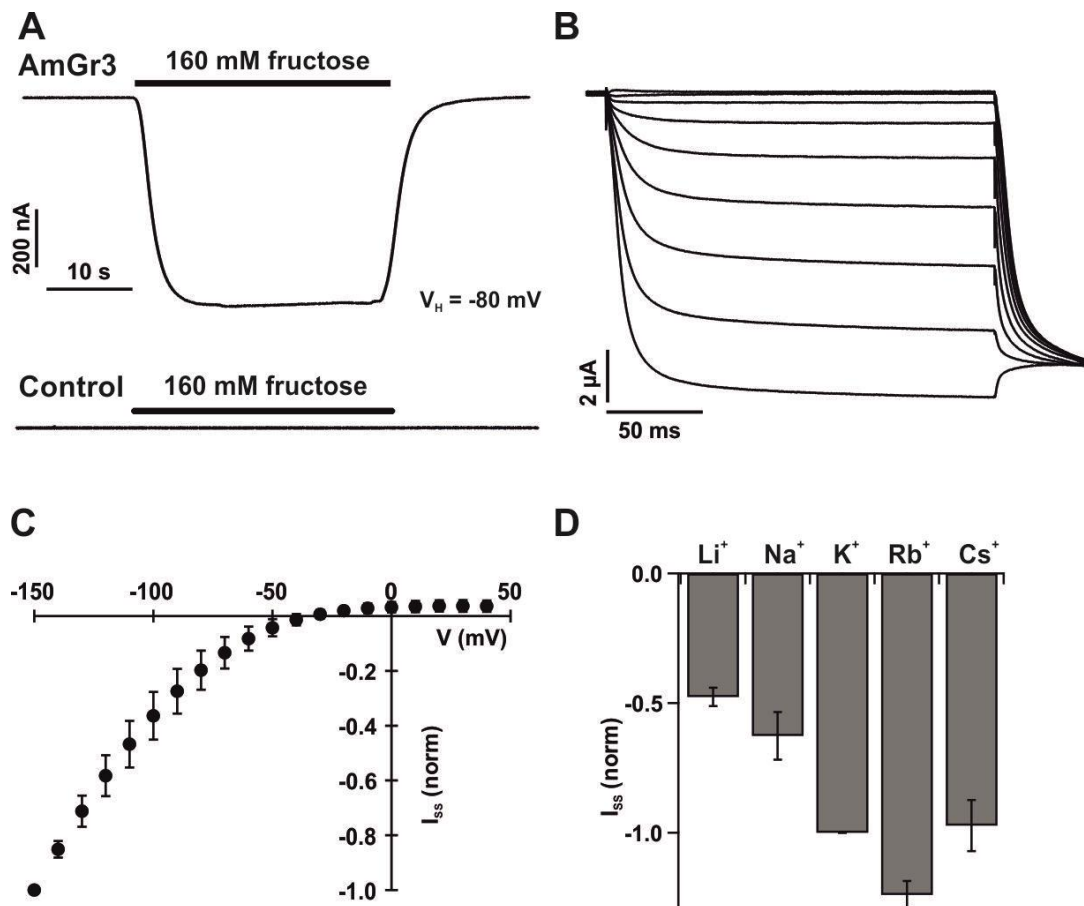 A
AmGr3
160 mM fructose
200 nA
10 s
V_H = -80 mV
Control
160 mM fructose
B
2 µA
50 ms
C
-150 -100 -50 0 50
V (mV)
-0.2
-0.4
-0.6
-0.8
-1.0
I_ss (norm)
D
Li⁺ Na⁺ K⁺ Rb⁺ Cs⁺
0.0
-0.5
-1.0
I_ss (norm)